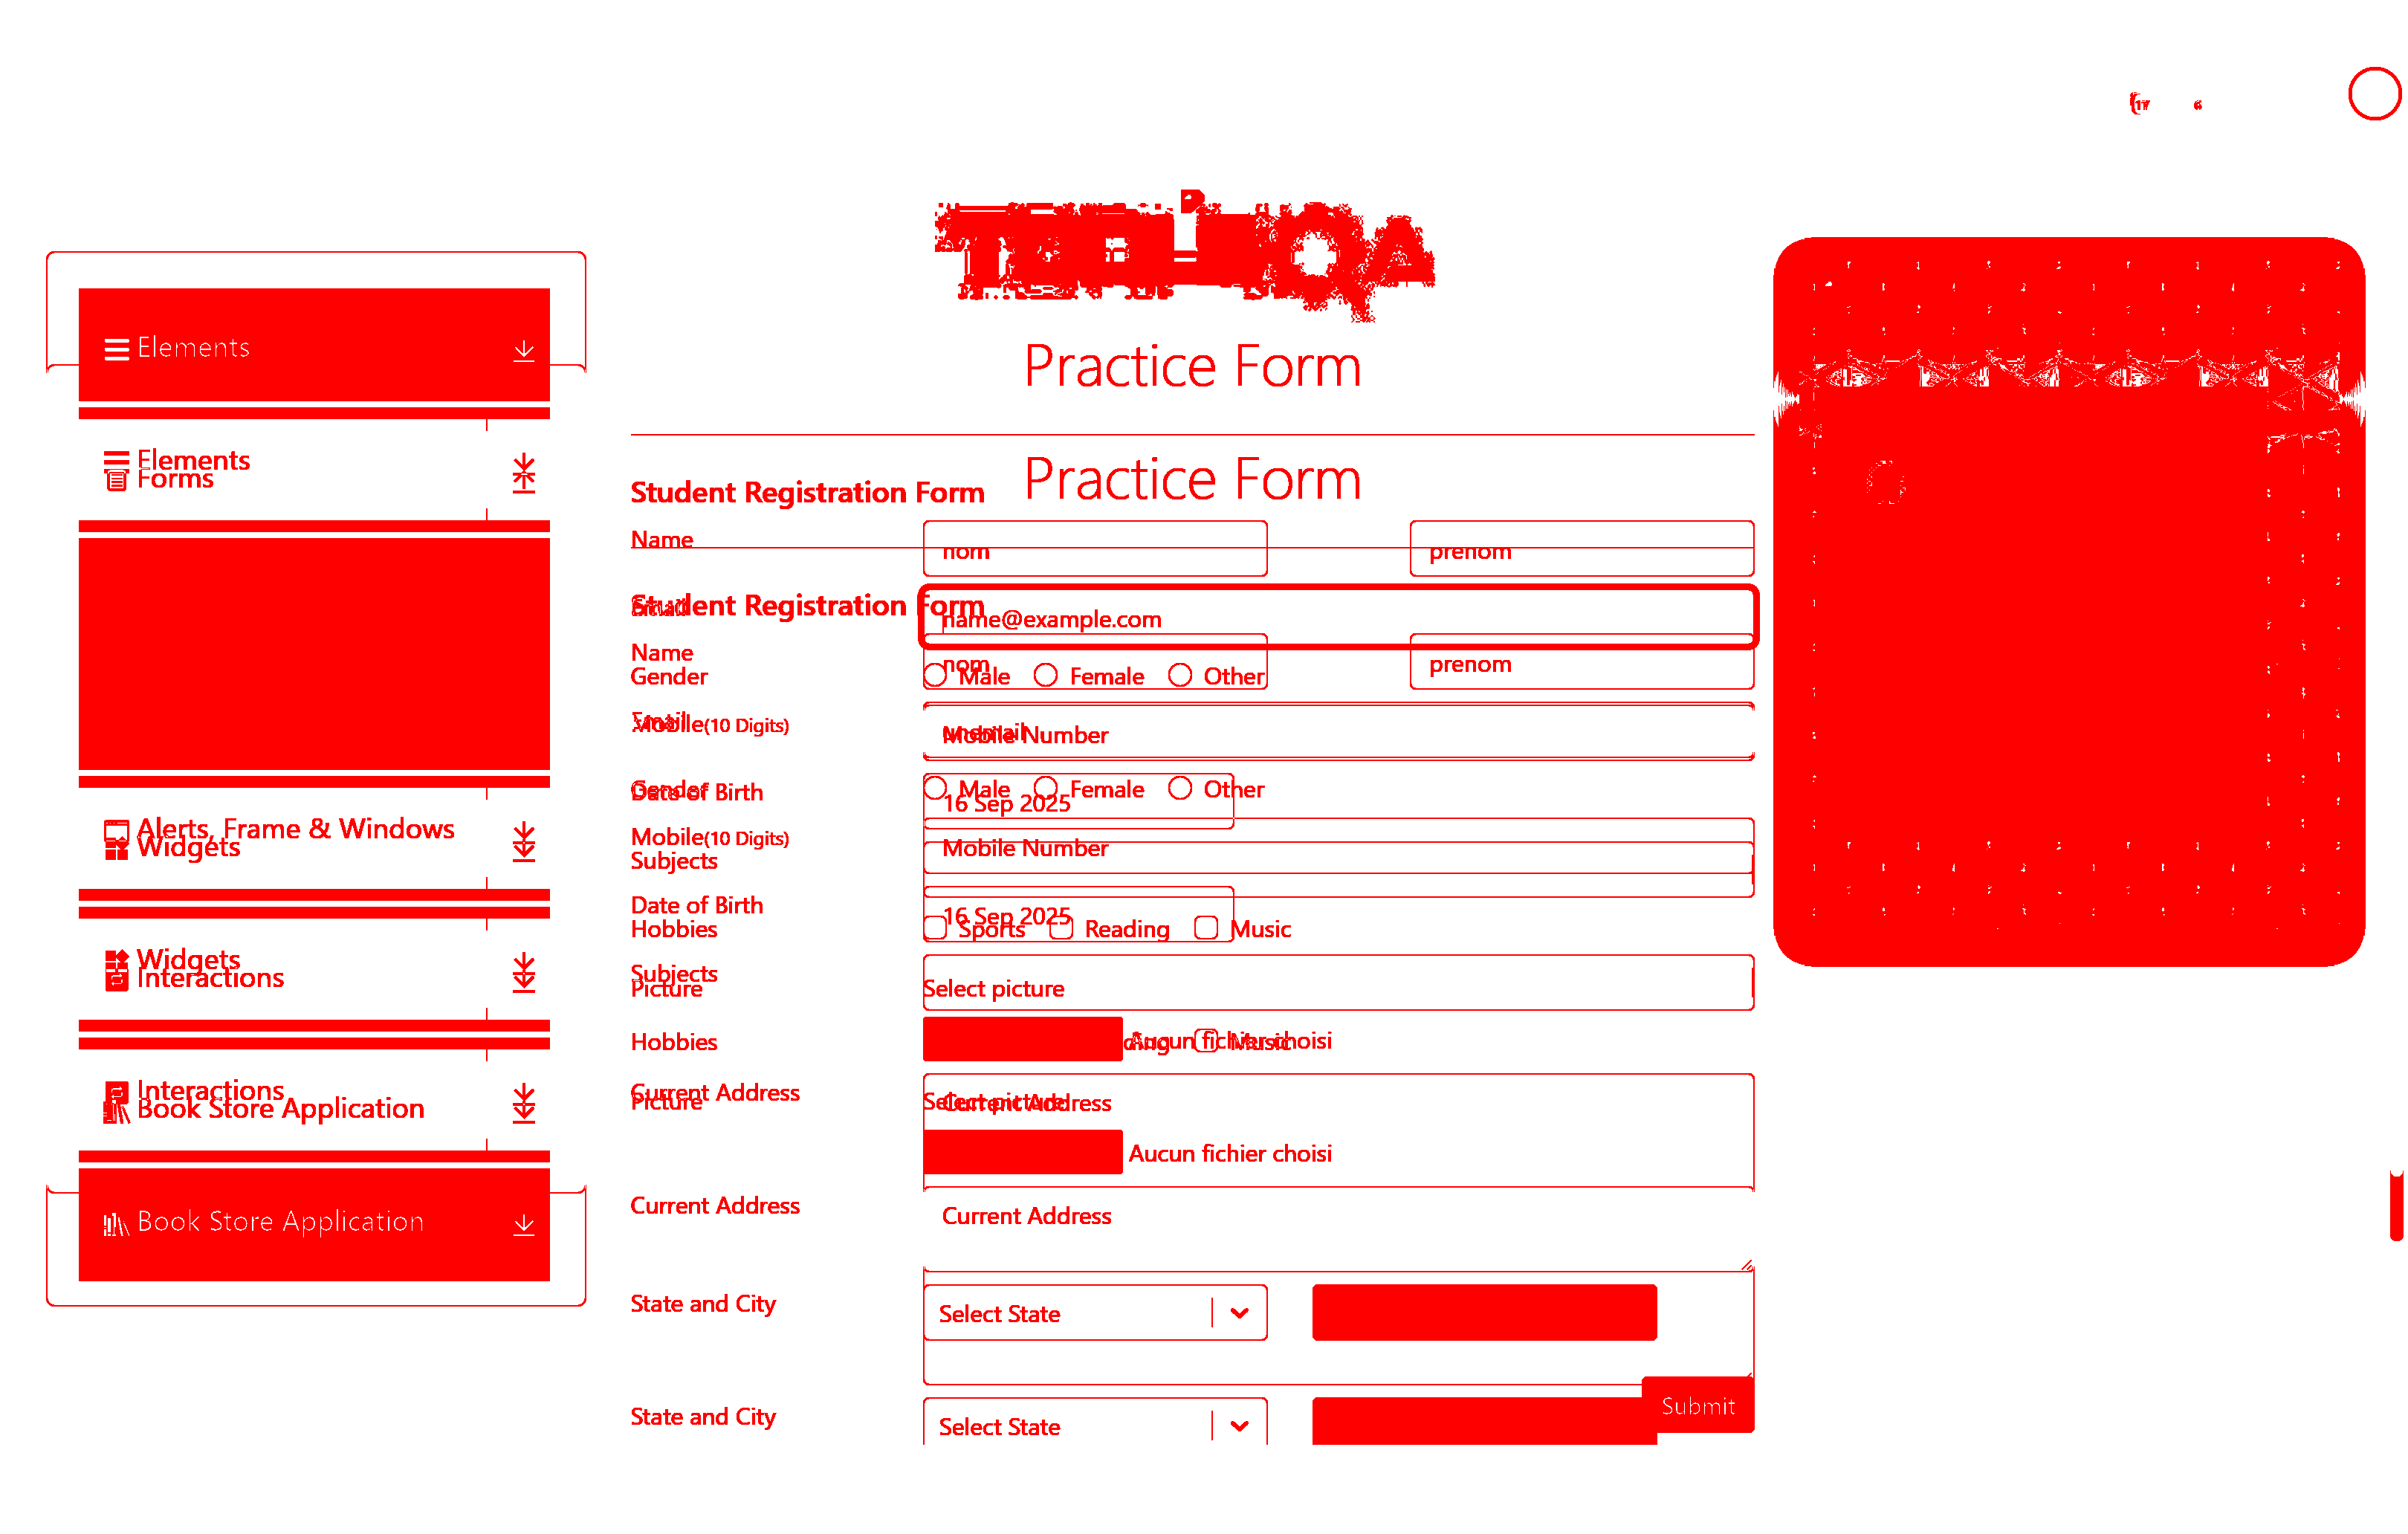 TOOLSQA
Practice Form
Elements
Practice Form
Elements
Forms
Student Registration Form
Name
nom
prenom
Student Registration Form
Email
name@example.com
Name
nom
prenom
Gender
Male
Female
Other
Email
unemail
Mobile(10 Digits)
Mobile Number
Gender
Male
Female
Other
Date of Birth
16 Sep 2025
Alerts, Frame & Windows
Widgets
Mobile(10 Digits)
Mobile Number
Subjects
Date of Birth
16 Sep 2025
Hobbies
Sports
Reading
Music
Widgets
Interactions
Subjects
Picture
Select picture
Hobbies
ding
Music
Aucun fichier choisi
Interactions
Book Store Application
Current Address
Current Address
Picture
Select picture
Aucun fichier choisi
Current Address
Current Address
Book Store Application
State and City
Select State
Submit
State and City
Select State